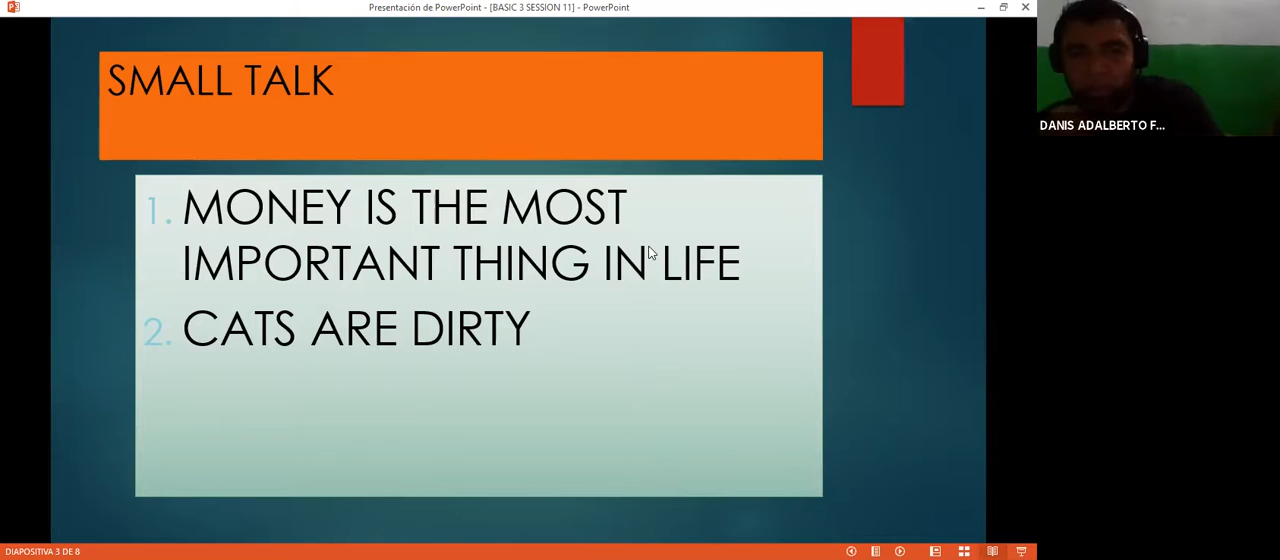 Presentación de PowerPoint - [BASIC 3 SESSION 11] - PowerPoint
SMALL TALK
1. MONEY IS THE MOST
IMPORTANT THING IN LIFE
2. CATS ARE DIRTY
DANIS ADALBERTO F...
DIAPOSITIVA 3 DE 8